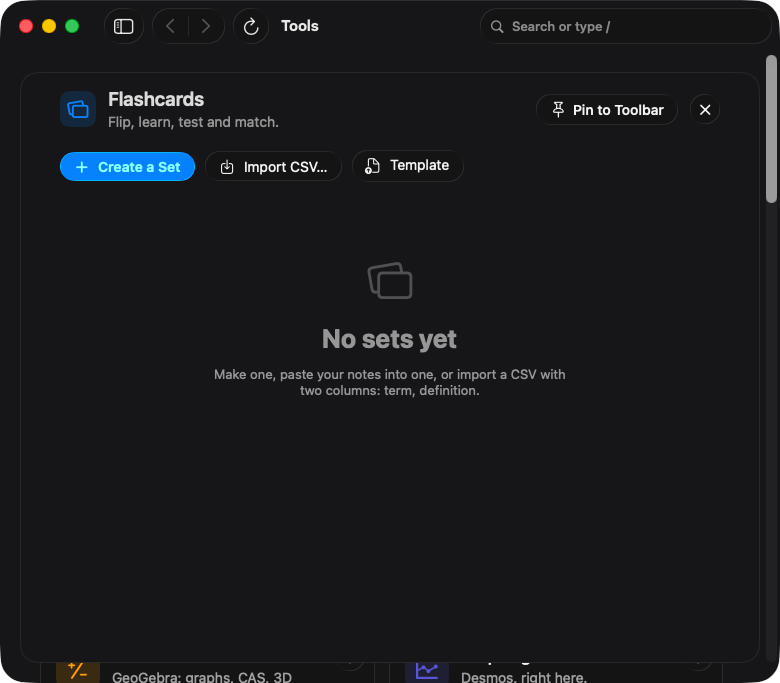 Tools
Search or type /
Flashcards
Flip, learn, test and match.
Pin to Toolbar
Create a Set
Import CSV...
Template
No sets yet
Make one, paste your notes into one, or import a CSV with
two columns: term, definition.
GeoGebra: graphs, CAS, 3D
Desmos, right here.